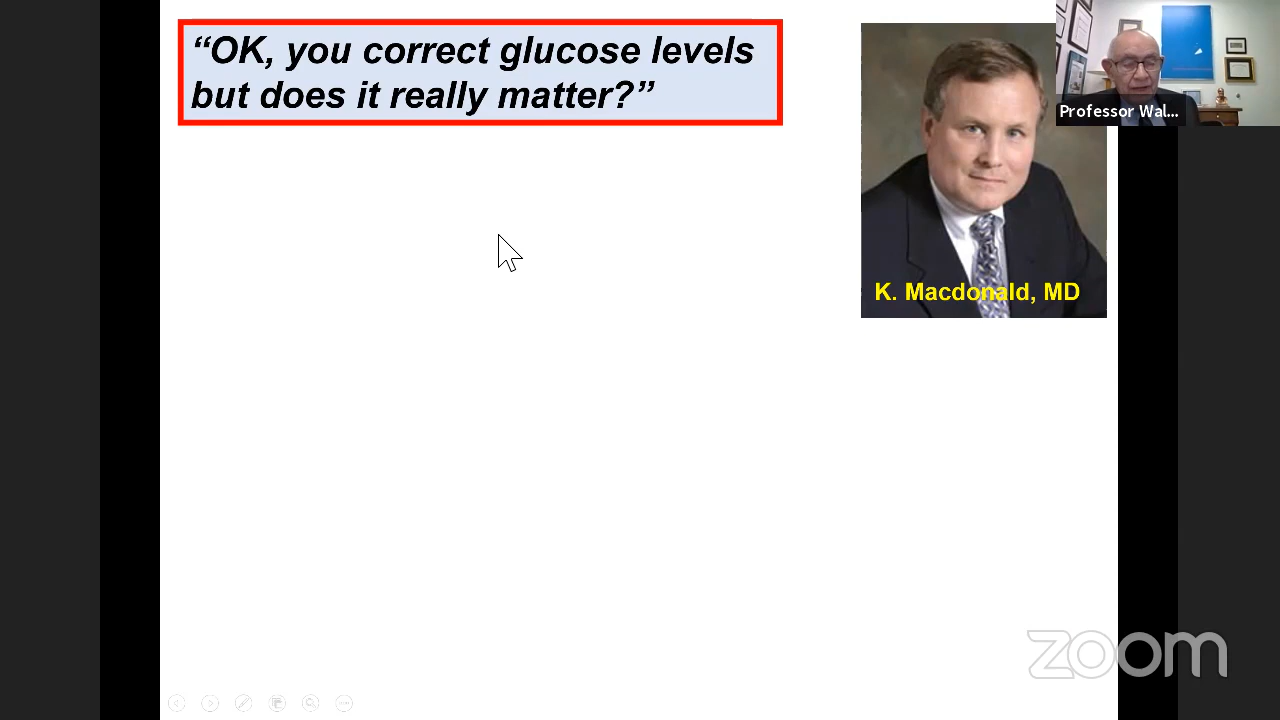 “OK, you correct glucose levels
but does it really matter?”
Professor Wal...
K. Macdonald, MD
zoom